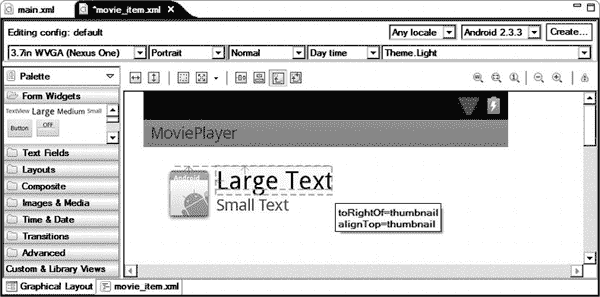 main.xml
*movie_item.xml
Editing config: default
Any locale
Android 2.3.3
Create...
3.7in WVGA (Nexus One)
Portrait
Normal
Day time
Theme.Light
Palette
Form Widgets
TextView Large Medium Small
Button
OFF
Text Fields
Layouts
Composite
Images & Media
Time & Date
Transitions
Advanced
Custom & Library Views
MoviePlayer
Android
Large Text
Small Text
toRightOf=thumbnail
alignTop=thumbnail
Graphical Layout
movie_item.xml